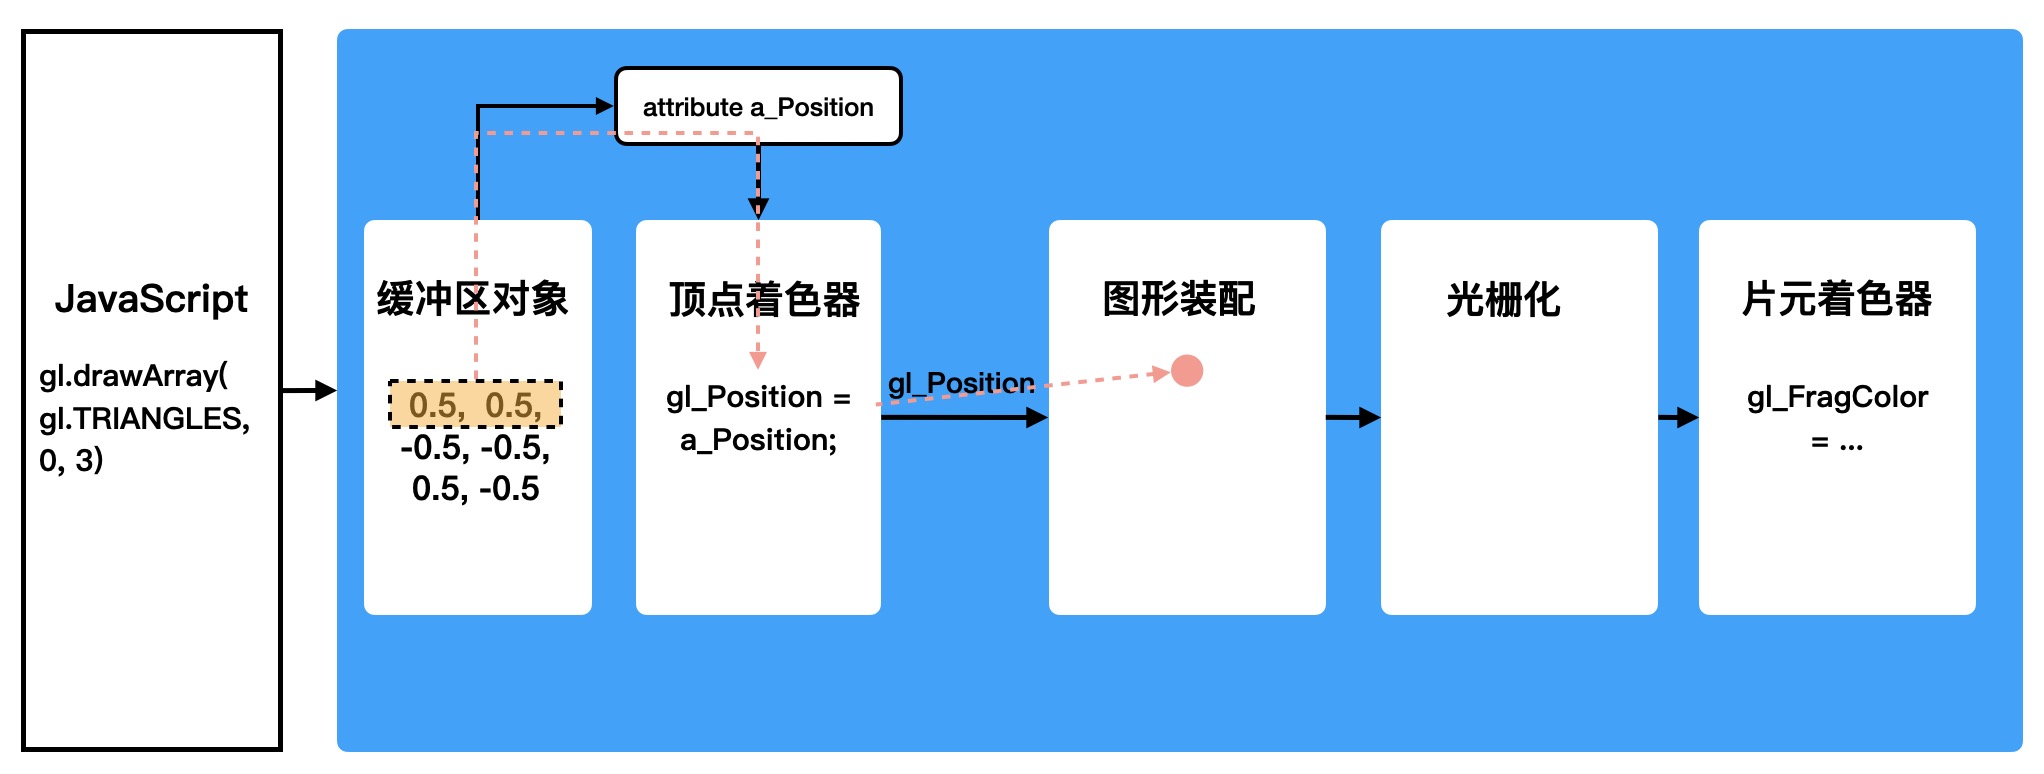 JavaScript
gl.drawArray(
gl.TRIANGLES,
0, 3)
attribute a_Position
缓冲区对象
0.5, 0.5,
-0.5, -0.5,
0.5, -0.5
顶点着色器
gl_Position =
a_Position;
gl_Position
图形装配
光栅化
片元着色器
gl_FragColor
= ...